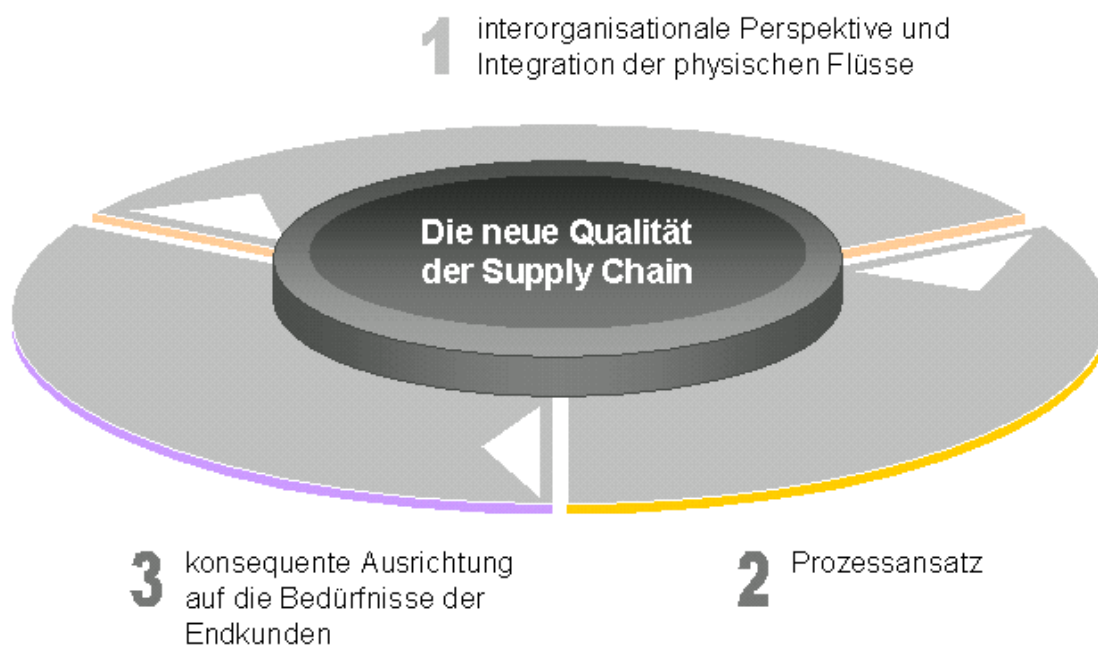 1 interorganisationale Perspektive und
Integration der physischen Flüsse
Die neue Qualität
der Supply Chain
3 konsequente Ausrichtung
auf die Bedürfnisse der
Endkunden
2 Prozessansatz